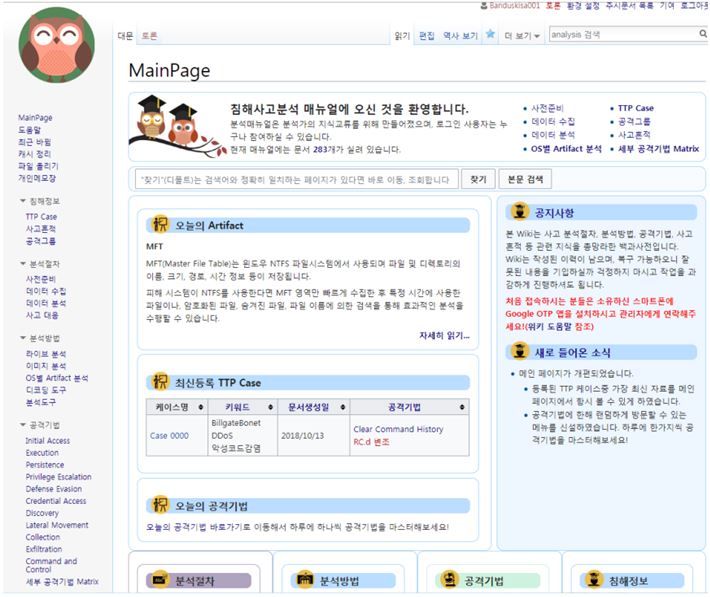 Banduskisa001 토론 환경 설정 주시문서 목록 기여 로그아웃
대문 토론 읽기 편집 역사 보기 더 보기 analysis 검색
MainPage
MainPage
도움말
최근 바뀜
캐시 정리
파일 올리기
개인메모장
침해정보
TTP Case
사고흔적
공격그룹
분석절차
사전준비
데이터 수집
데이터 분석
사고 대응
분석방법
라이브 분석
이미지 분석
OS별 Artifact 분석
디코딩 도구
분석도구
공격기법
Initial Access
Execution
Persistence
Privilege Escalation
Defense Evasion
Credential Access
Discovery
Lateral Movement
Collection
Exfiltration
Command and
Control
세부 공격기법 Matrix
침해사고분석 매뉴얼에 오신 것을 환영합니다.
분석매뉴얼은 분석가의 지식교류를 위해 만들어졌으며, 로그인 사용자는 누
구나 참여하실 수 있습니다.
현재 매뉴얼에는 문서 283개가 실려 있습니다.
사전준비
데이터 수집
데이터 분석
OS별 Artifact 분석
TTP Case
공격그룹
사고흔적
세부 공격기법 Matrix
"찾기"(디폴트)는 검색어와 정확히 일치하는 페이지가 있다면 바로 이동, 조회합니다 찾기 본문 검색
오늘의 Artifact
MFT
MFT(Master File Table)는 윈도우 NTFS 파일시스템에서 사용되며 파일 및 디렉토리의
이름, 크기, 경로, 시간 정보 등이 저장됩니다.
피해 시스템이 NTFS를 사용한다면 MFT 영역만 빠르게 수집한 후 특정 시간에 사용한
파일이나, 암호화된 파일, 숨겨진 파일, 파일 이름에 의한 검색을 통해 효과적인 분석을
수행할 수 있습니다.
자세히 읽기...
최신등록 TTP Case
케이스명 키워드 문서생성일 공격기법
Case 0000
BillgateBonet
DDoS
악성코드감염
2018/10/13
Clear Command History
RC.d 변조
오늘의 공격기법
오늘의 공격기법 바로가기로 이동해서 하루에 하나씩 공격기법을 마스터해보세요!
공지사항
본 Wiki는 사고 분석절차, 분석방법, 공격기법, 사고
흔적 등 관련 지식을 총망라한 백과사전입니다.
Wiki는 작성된 이력이 남으며, 복구 가능하오니 잘
못된 내용을 기입하실까 걱정하지 마시고 작업을 과
감하게 진행하셔도 됩니다.
처음 접속하시는 분들은 소유하신 스마트폰에
Google OTP 앱을 설치하시고 관리자에게 연락해주
세요!(위키 도움말 참조)
새로 들어온 소식
메인 페이지가 개편되었습니다.
등록된 TTP 케이스중 가장 최신 자료를 메인
페이지에서 항시 볼 수 있게 하였습니다.
공격기법에 한해 랜덤하게 방문할 수 있는
메뉴를 신설하였습니다. 하루에 한가지씩 공
격기법을 마스터해보세요!
분석절차 분석방법 공격기법 침해정보